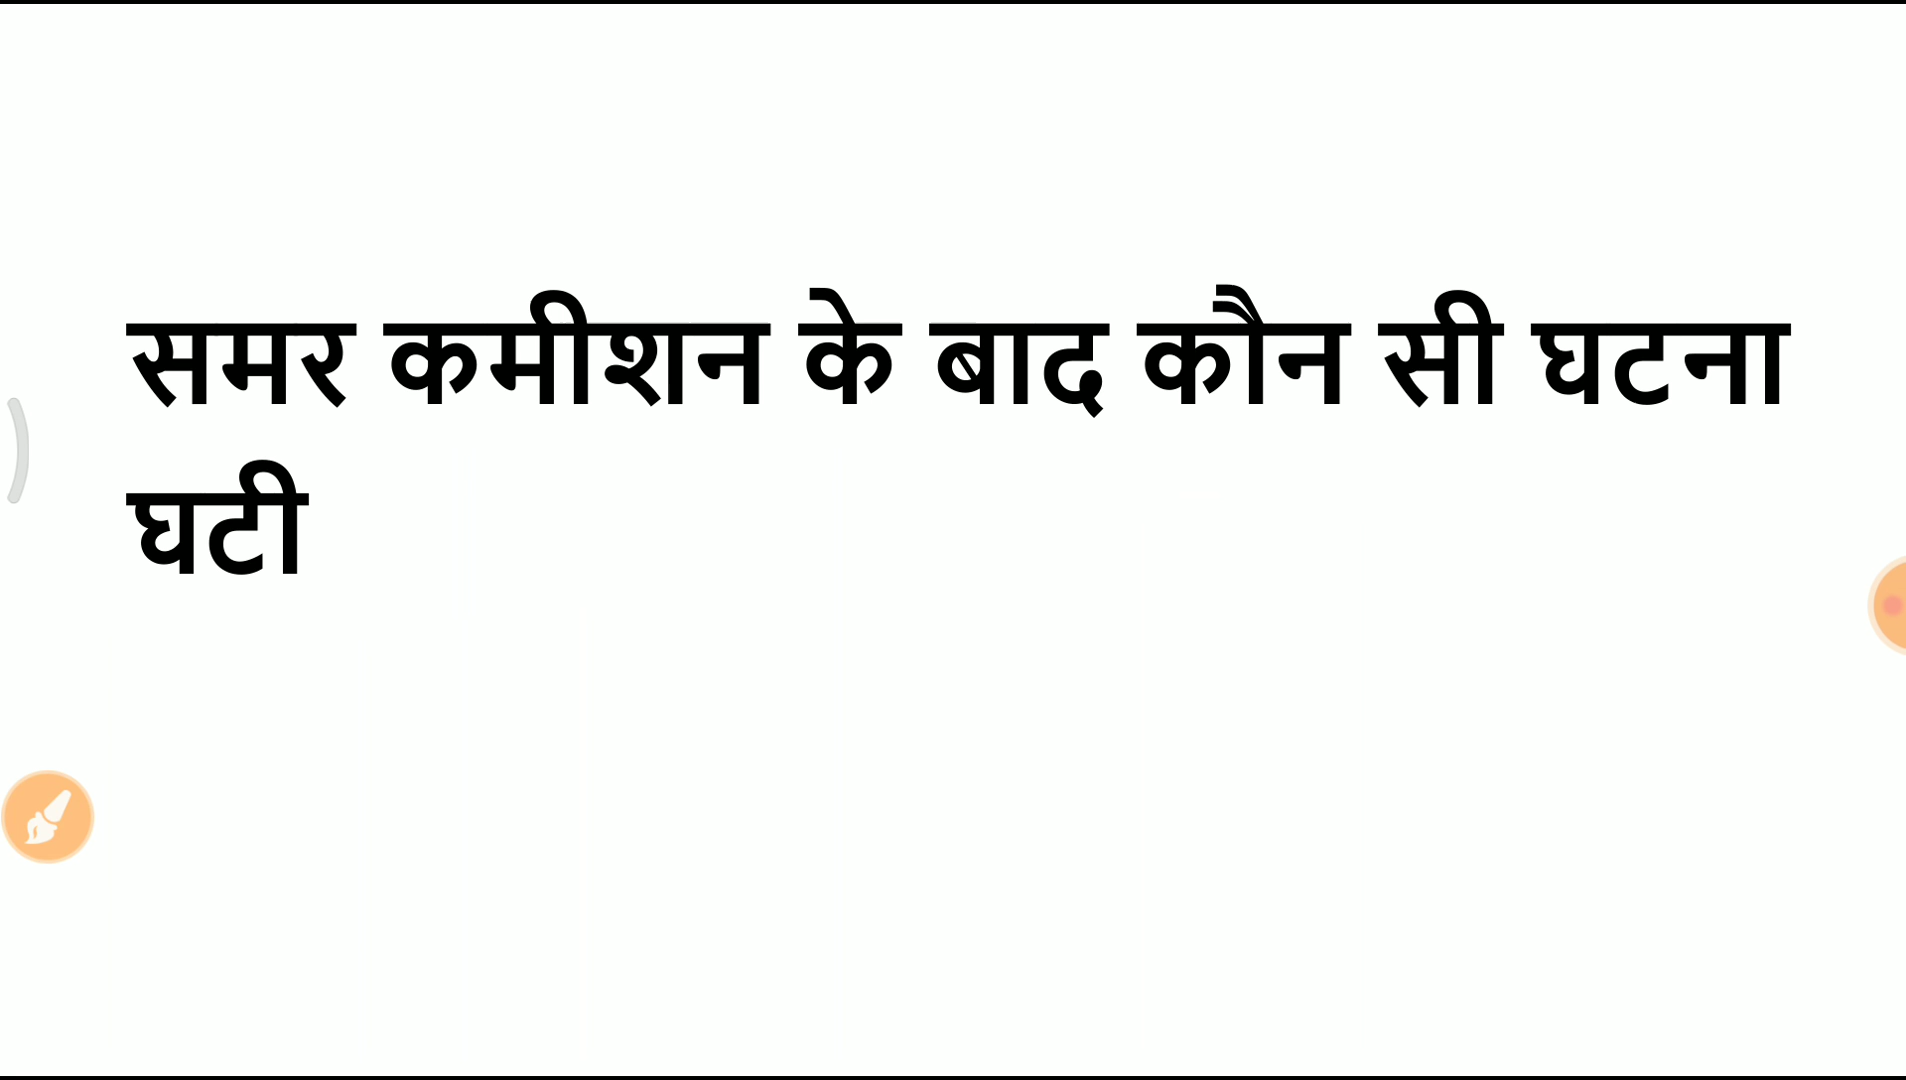 समर कमीशन के बाद कौन सी घटना
घटी